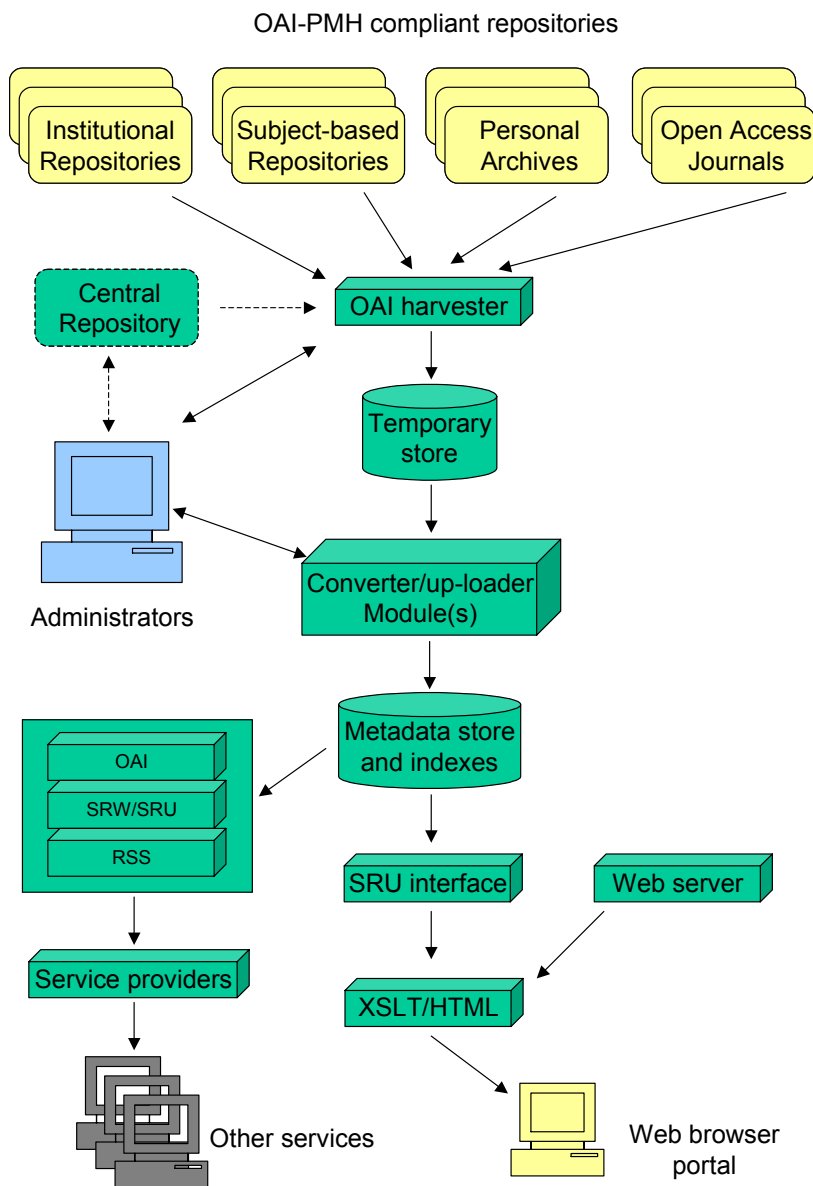 OAI-PMH compliant repositories
Institutional
Repositories
Subject-based
Repositories
Personal
Archives
Open Access
Journals
Central
Repository
OAI harvester
Temporary
store
Administrators
Converter/up-loader
Module(s)
Metadata store
and indexes
OAI
SRW/SRU
RSS
SRU interface
Web server
Service providers
XSLT/HTML
Other services
Web browser
portal